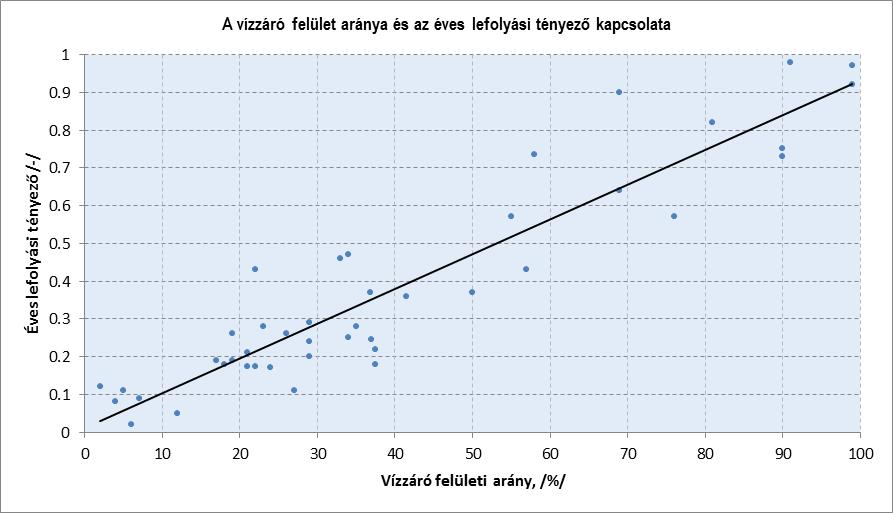 A vízzáró felület aránya és az éves lefolyási tényező kapcsolata
1
0.9
0.8
0.7
0.6
0.5
0.4
0.3
0.2
0.1
0
Éves lefolyási tényező /-/
0 10 20 30 40 50 60 70 80 90 100
Vízzáró felületi arány, /%/